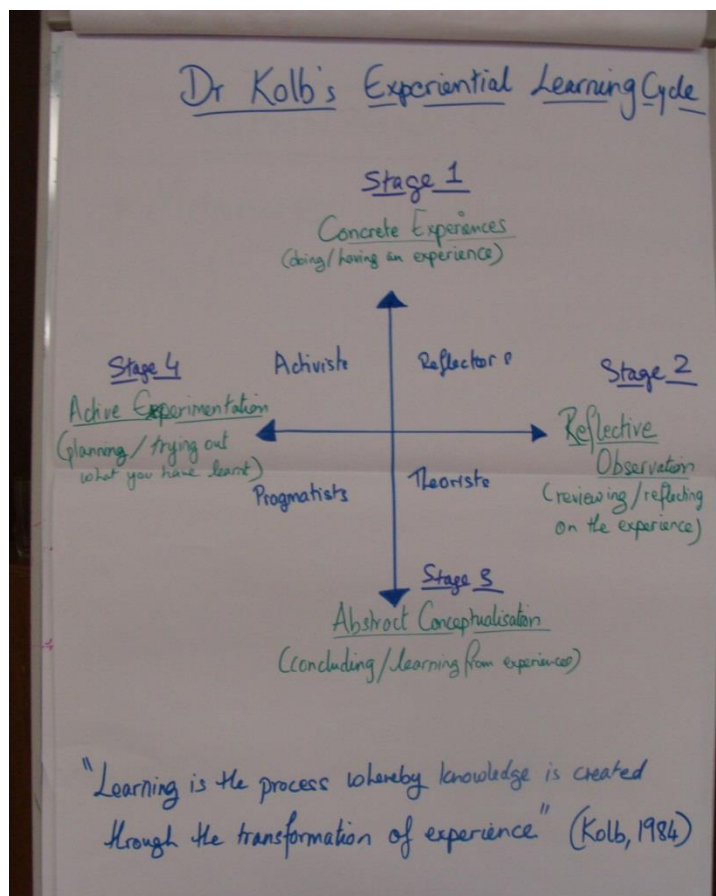 Dr Kolb's Experiential Learning Cycle
Stage 1
Concrete Experiences
(doing/having an experience)
Activists
Reflectors
Stage 4
Active Experimentation
(planning/trying out
what you have learnt)
Stage 2
Reflective
Observation
(reviewing/reflecting
on the experience)
Pragmatists
Theorists
Stage 3
Abstract Conceptualisation
(concluding/learning from experiences)
"Learning is the process whereby knowledge is created
through the transformation of experience" (Kolb, 1984)